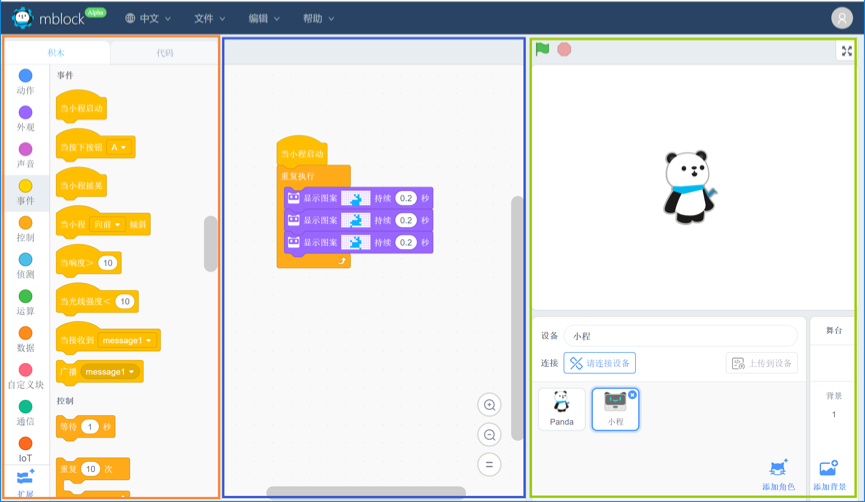 mblock Alpha 中文 文件 编辑 帮助
积木 代码
动作
外观
声音
事件
控制
侦测
运算
数据
自定义块
通信
IoT
扩展
事件
当小程启动
当按下按钮 A
当小程摇晃
当小程 向前 倾斜
当响度> 10
当光线强度< 10
当接收到 message1
广播 message1
控制
等待 1 秒
重复 10 次
当小程启动
重复执行
显示图案 持续 0.2 秒
显示图案 持续 0.2 秒
显示图案 持续 0.2 秒
设备 小程
连接 请连接设备 上传到设备
Panda
小程
添加角色
舞台
背景
1
添加背景